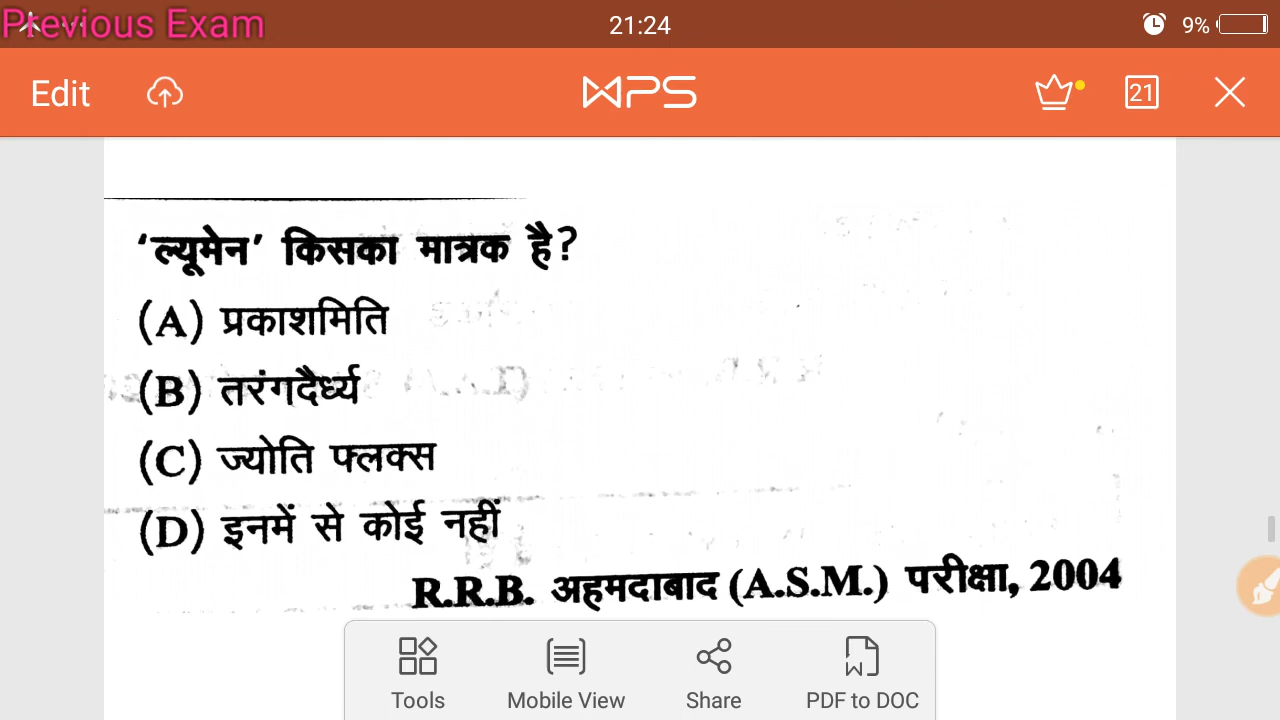 Previous Exam
21:24
9%
Edit
WPS
21
‘ल्यूमेन’ किसका मात्रक है?
(A) प्रकाशमिति
(B) तरंगदैर्ध्य
(C) ज्योति फ्लक्स
(D) इनमें से कोई नहीं
R.R.B. अहमदाबाद (A.S.M.) परीक्षा, 2004
Tools
Mobile View
Share
PDF to DOC